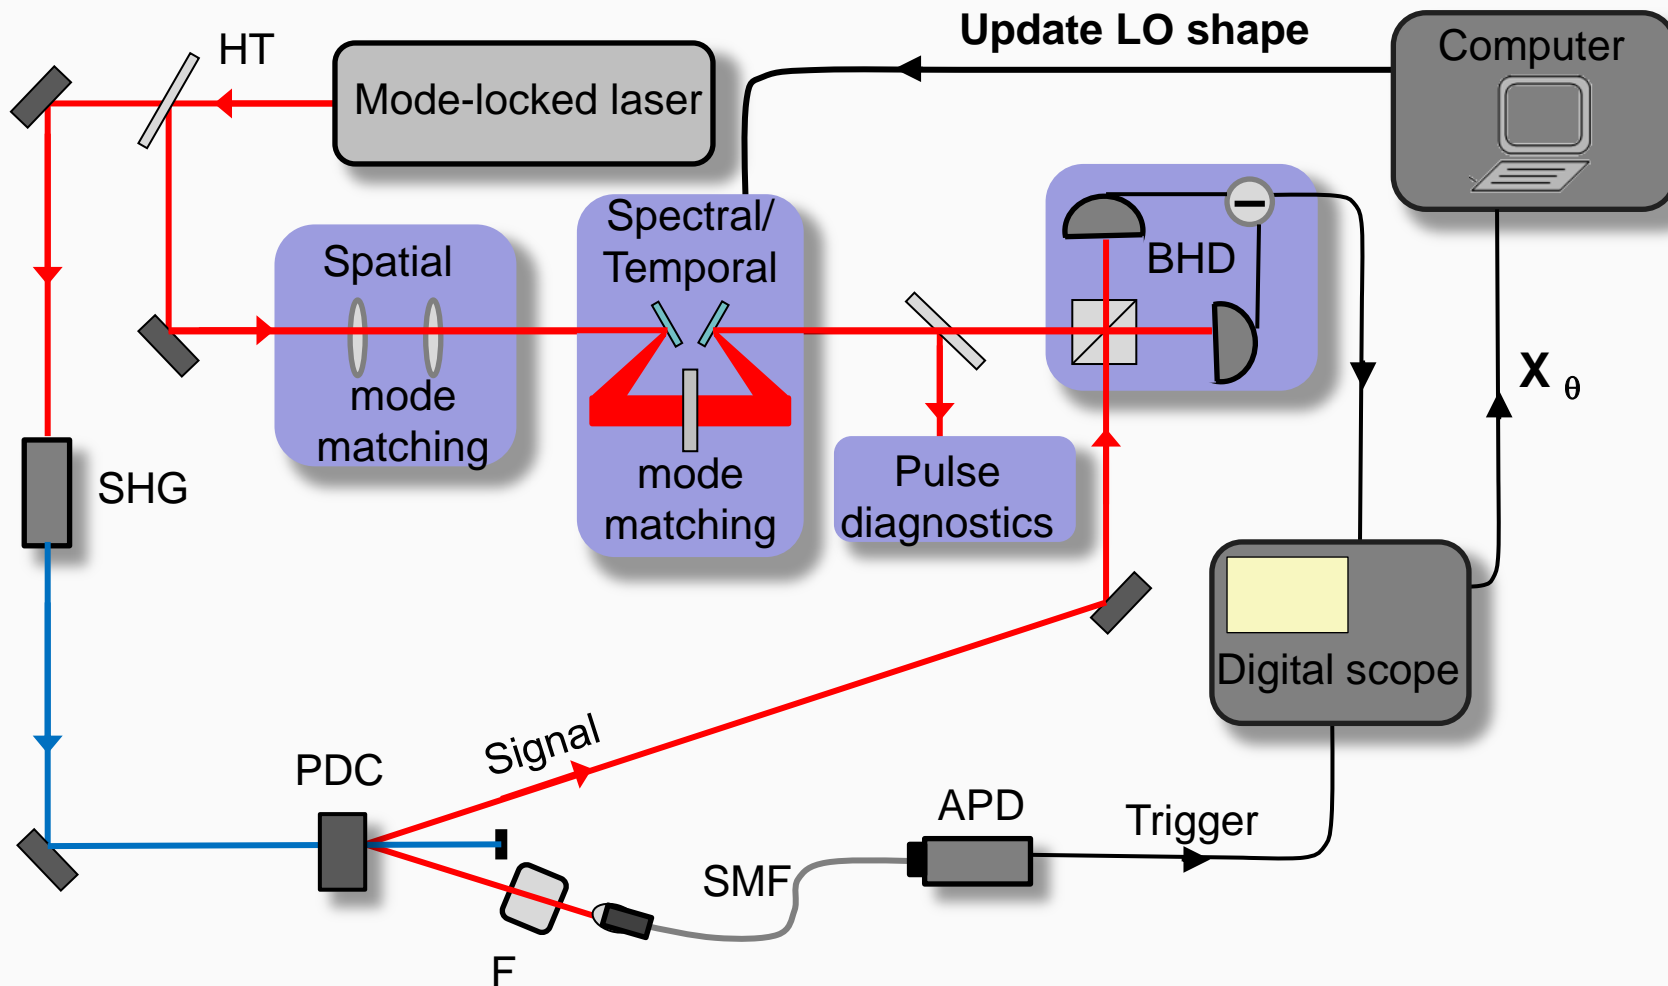 Update LO shape
Computer
HT
Mode-locked laser
Spectral/
Temporal
mode
matching
Spatial
mode
matching
BHD
X θ
SHG
Pulse
diagnostics
Digital scope
Signal
PDC
APD
Trigger
SMF
F